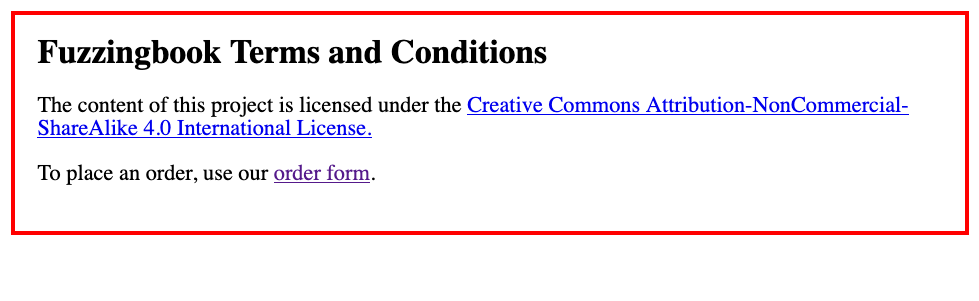 Fuzzingbook Terms and Conditions
The content of this project is licensed under the Creative Commons Attribution-NonCommercial-
ShareAlike 4.0 International License.
To place an order, use our order form.